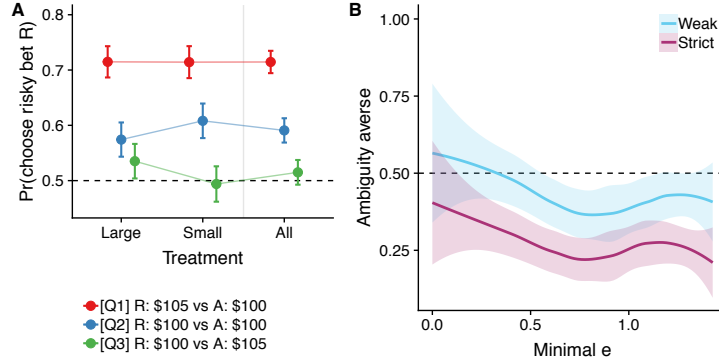 A
Pr(choose risky bet R)
0.8
0.7
0.6
0.5
Large
Small
All
Treatment
[Q1] R: $105 vs A: $100
[Q2] R: $100 vs A: $100
[Q3] R: $100 vs A: $105
B
Ambiguity averse
1.00
0.75
0.50
0.25
Weak
Strict
0.0
0.5
1.0
Minimal e